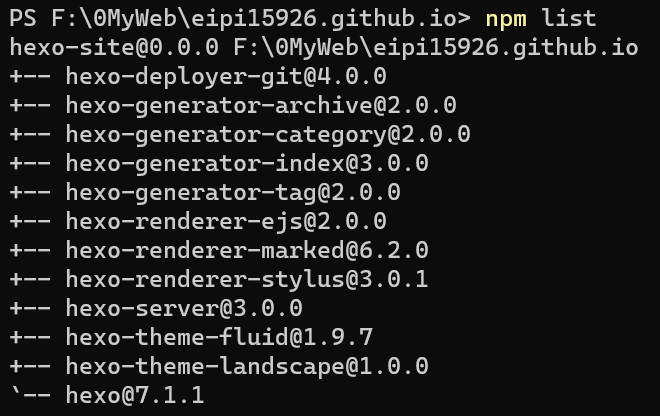 PS F:\0MyWeb\eipi15926.github.io> npm list
hexo-site@0.0.0 F:\0MyWeb\eipi15926.github.io
+-- hexo-deployer-git@4.0.0
+-- hexo-generator-archive@2.0.0
+-- hexo-generator-category@2.0.0
+-- hexo-generator-index@3.0.0
+-- hexo-generator-tag@2.0.0
+-- hexo-renderer-ejs@2.0.0
+-- hexo-renderer-marked@6.2.0
+-- hexo-renderer-stylus@3.0.1
+-- hexo-server@3.0.0
+-- hexo-theme-fluid@1.9.7
+-- hexo-theme-landscape@1.0.0
`-- hexo@7.1.1